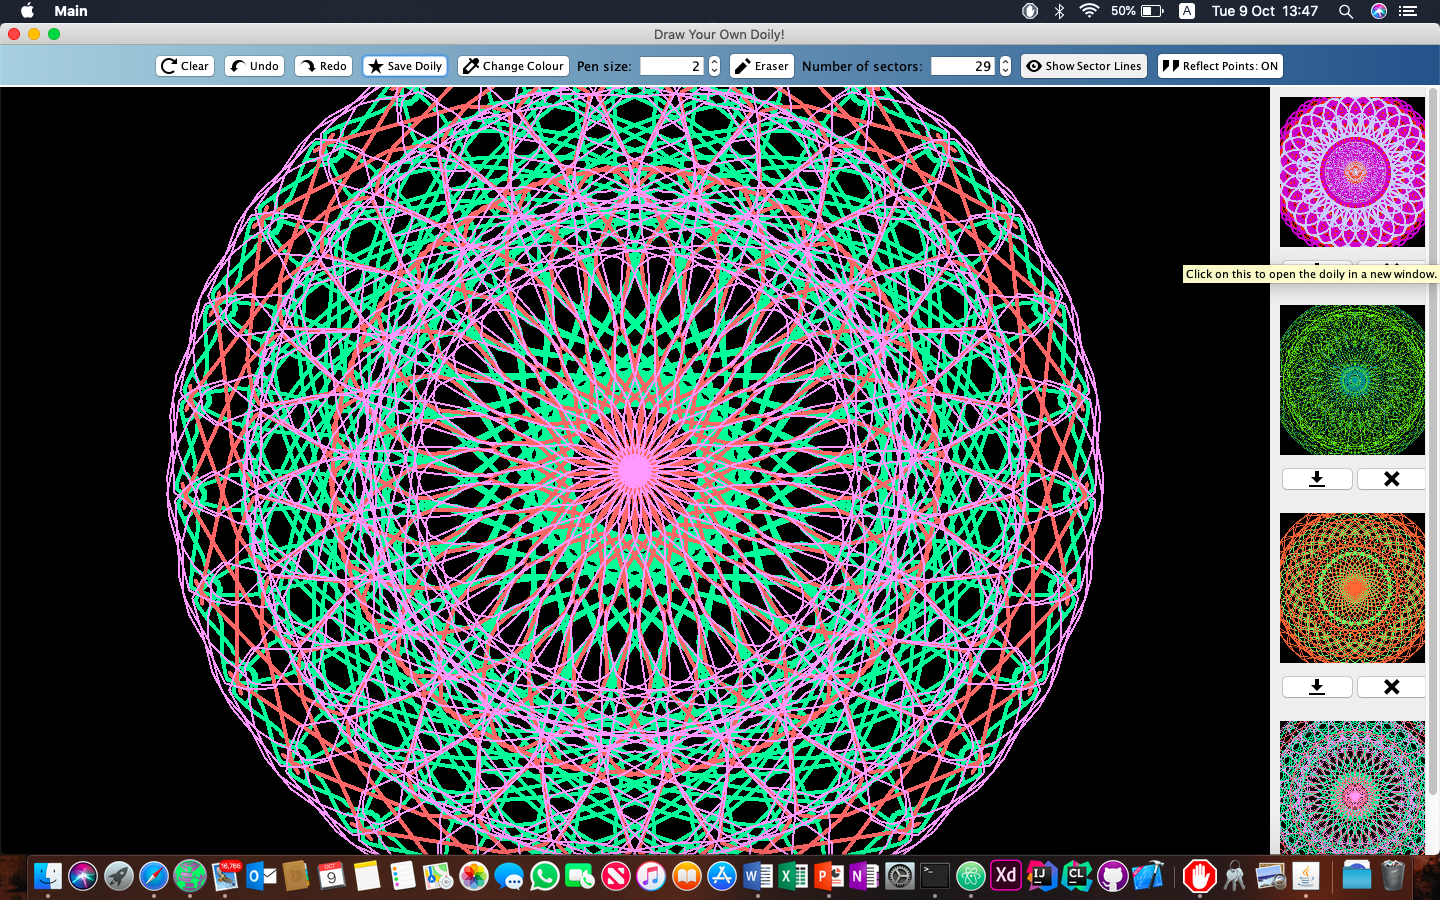 Main
50%
A
Tue 9 Oct 13:47
Draw Your Own Doily!
Clear
Undo
Redo
Save Doily
Change Colour
Pen size:
2
Eraser
Number of sectors:
29
Show Sector Lines
Reflect Points: ON
Click on this to open the doily in a new window.
16,765
OCT
9
W
X
P
N
>_
Xd
IJ
CL